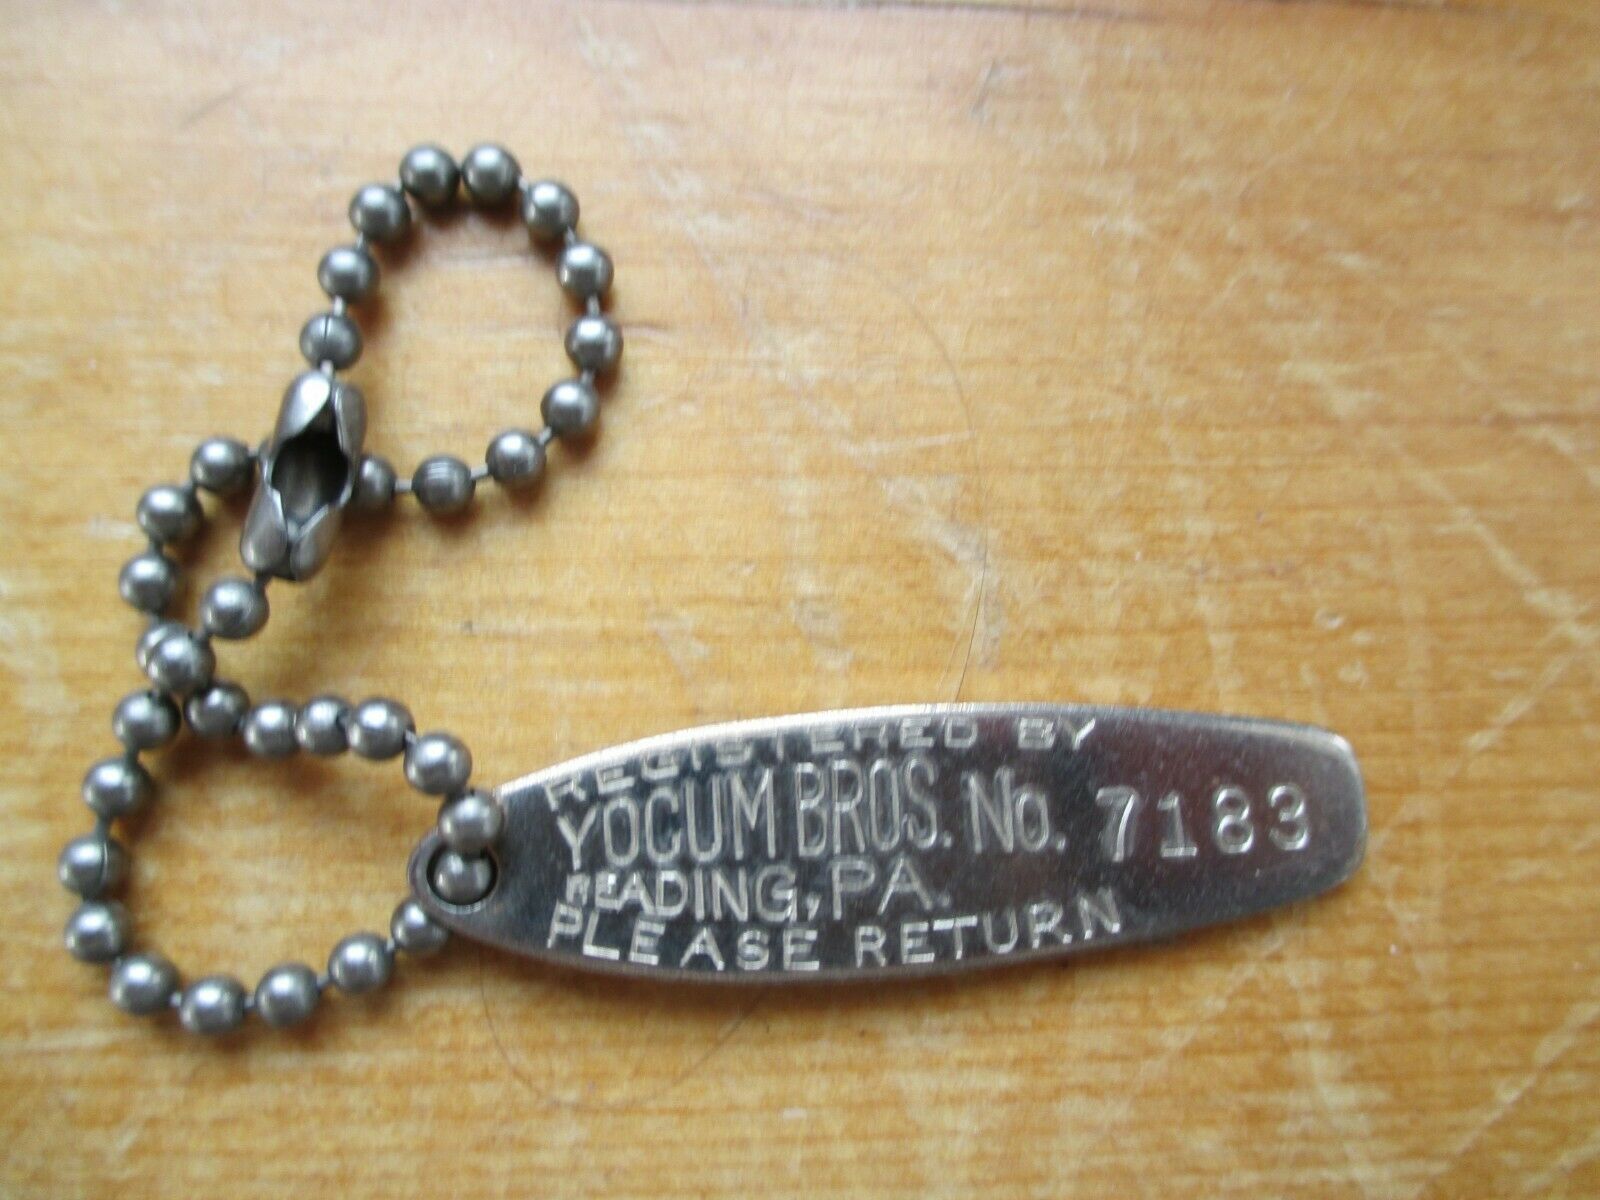 REGISTERED BY
YOCUM BROS. No. 7183
READING, PA.
PLEASE RETURN